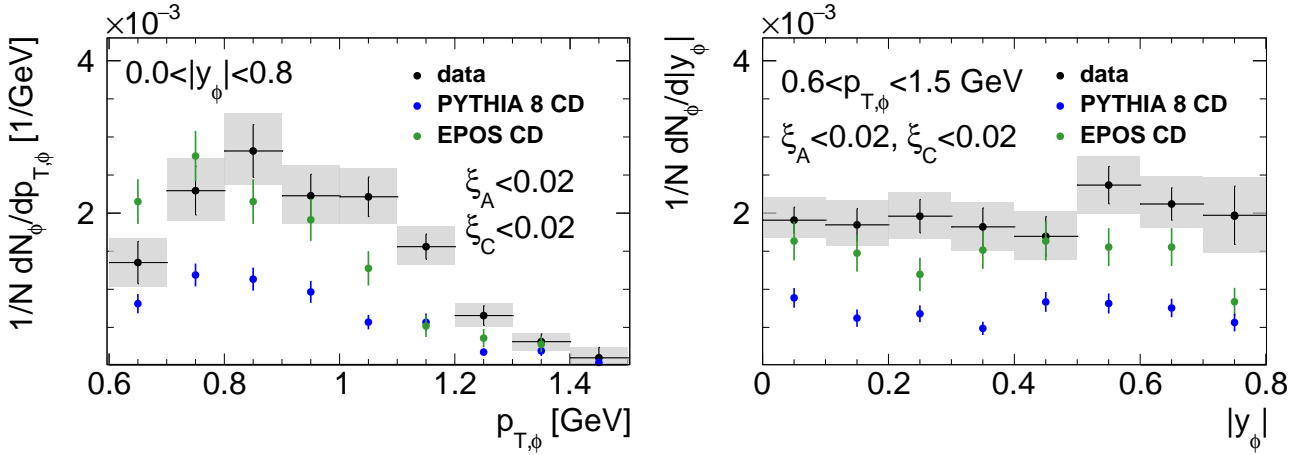 ×10⁻³
1/N dN_ϕ/dp_{T,ϕ} [1/GeV]
4
2
0.0<|y_ϕ|<0.8
data
PYTHIA 8 CD
EPOS CD
ξ_A<0.02
ξ_C<0.02
0.6 0.8 1 1.2 1.4
p_{T,ϕ} [GeV]
×10⁻³
1/N dN_ϕ/d|y_ϕ|
4
2
0.6<p_{T,ϕ}<1.5 GeV
ξ_A<0.02, ξ_C<0.02
data
PYTHIA 8 CD
EPOS CD
0 0.2 0.4 0.6 0.8
|y_ϕ|